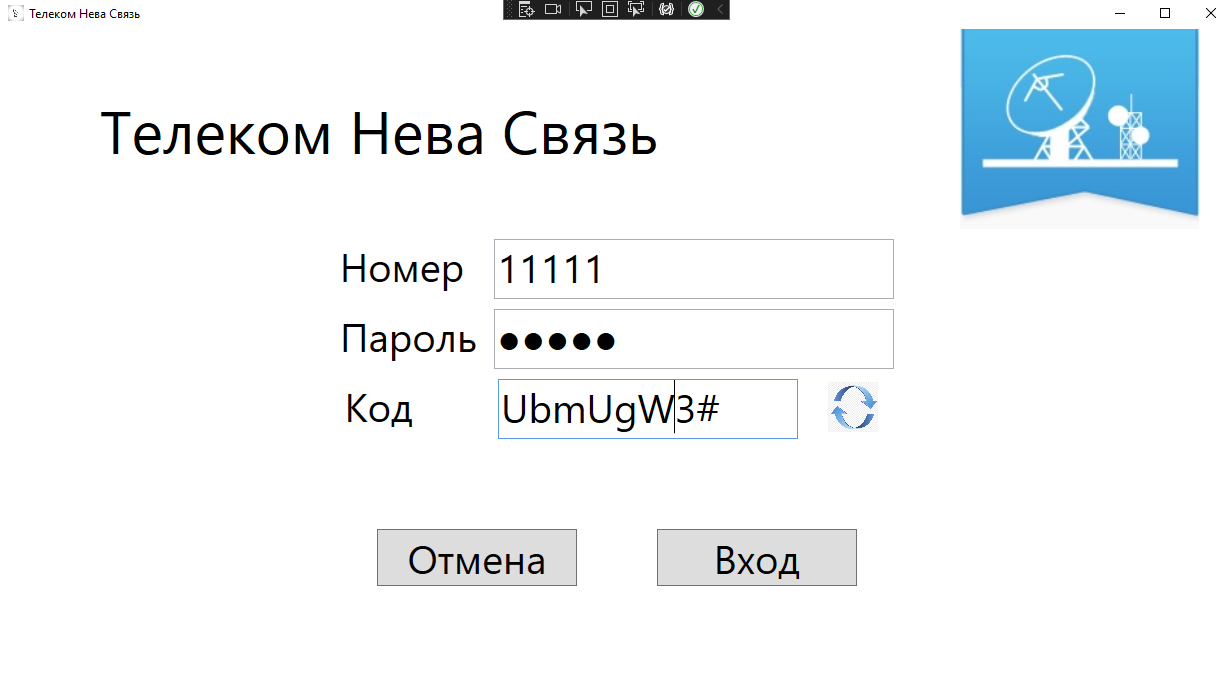 Телеком Нева Связь
Телеком Нева Связь
Номер 11111
Пароль ●●●●●
Код UbmUgW3#
Отмена Вход